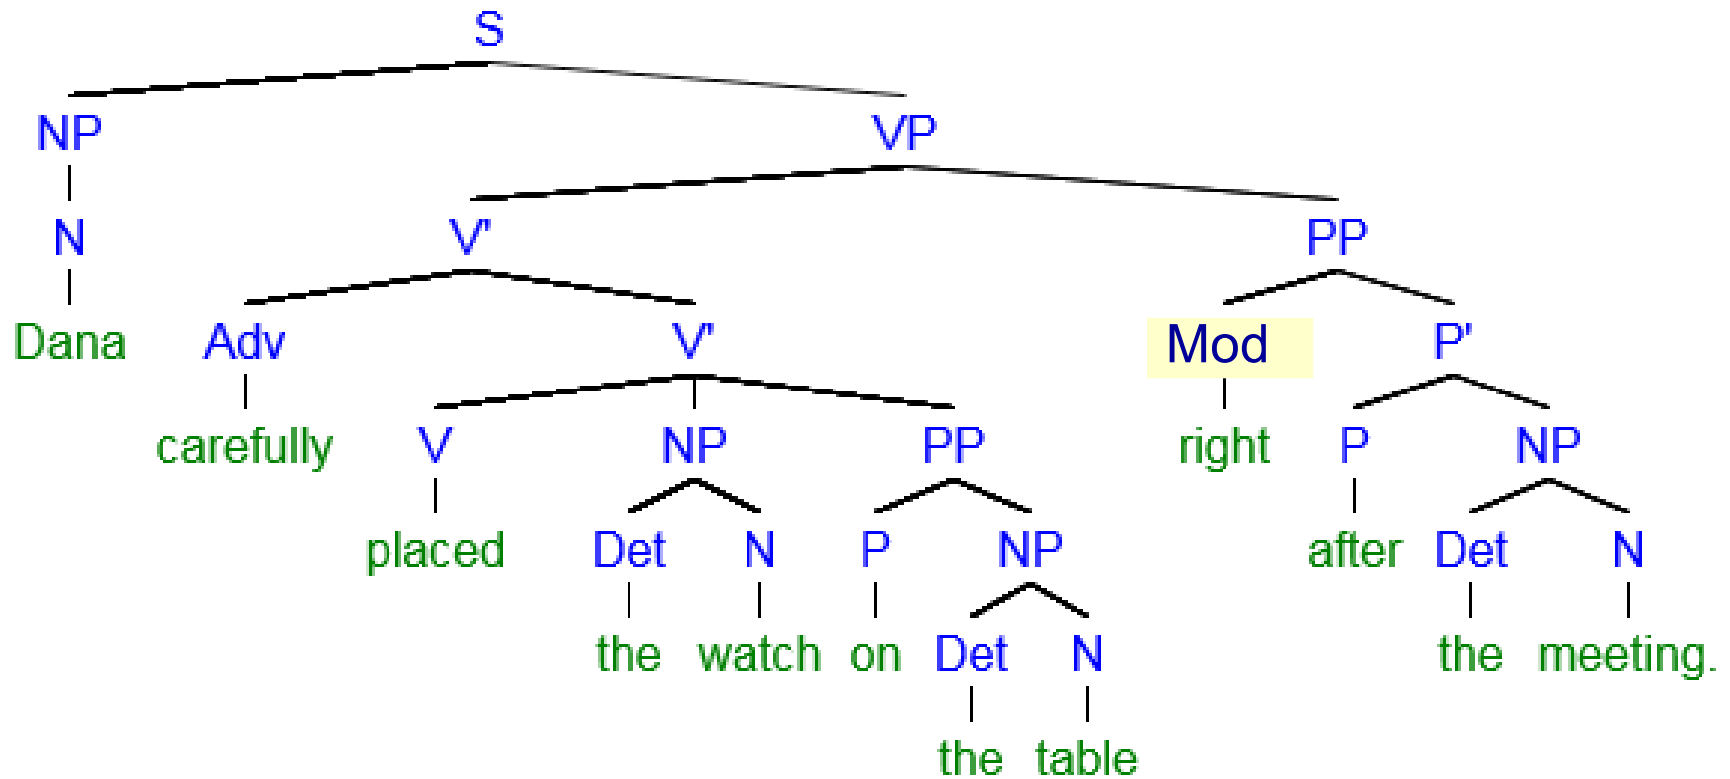 S
NP VP
N V' PP
Dana Adv V' Mod P'
carefully V NP PP right P NP
placed Det N P NP after Det N
the watch on Det N the meeting.
the table